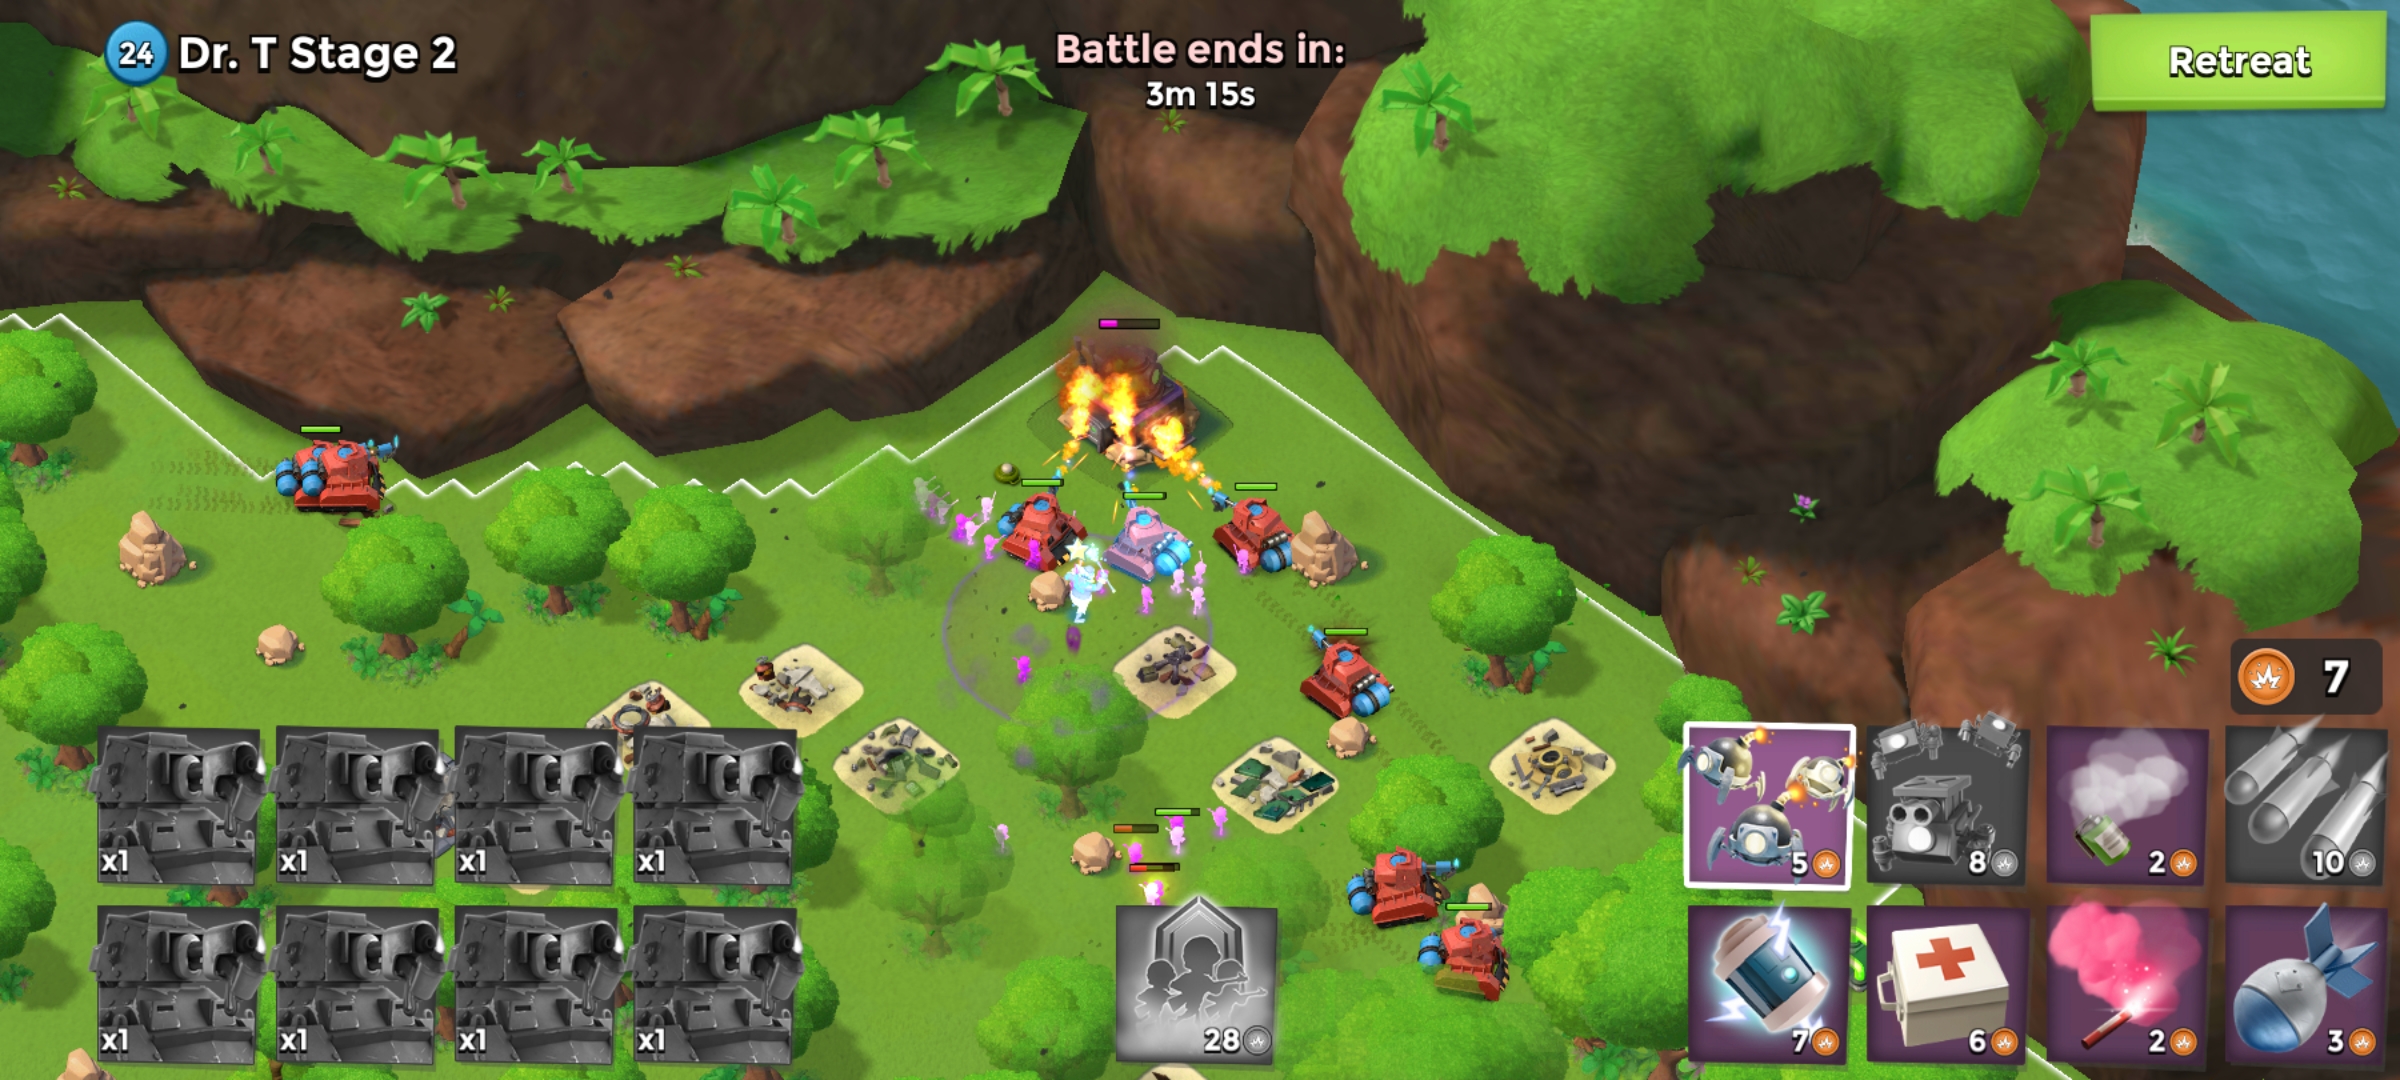 24 Dr. T Stage 2
Battle ends in:
3m 15s
Retreat
7
x1 x1 x1 x1
5 8 2 10
x1 x1 x1 x1
28
7 6 2 3